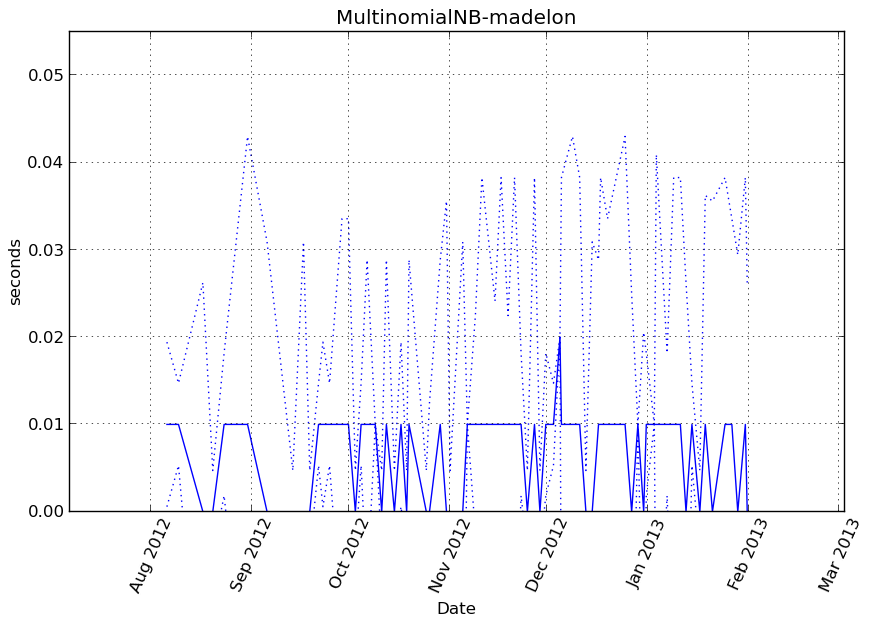 MultinomialNB-madelon
0.05
0.04
0.03
0.02
0.01
0.00
seconds
Aug 2012
Sep 2012
Oct 2012
Nov 2012
Dec 2012
Jan 2013
Feb 2013
Mar 2013
Date